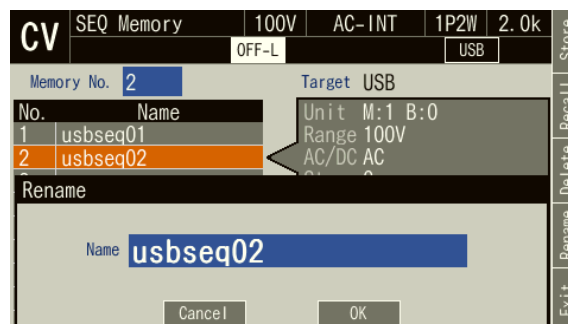 CV SEQ Memory 100V AC-INT 1P2W 2.0k
OFF-L USB
Memory No. 2 Target USB
No. Name
1 usbseq01
2 usbseq02
Unit M:1 B:0
Range 100V
AC/DC AC
Rename
Name usbseq02
Cancel OK
Store
Recall
Delete
Rename
Exit